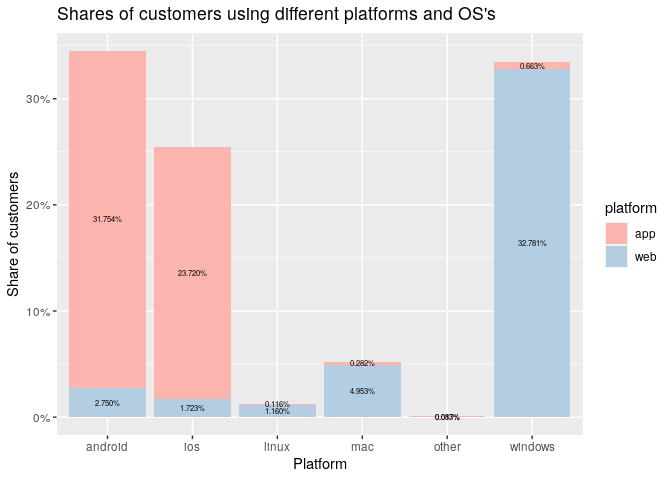 Shares of customers using different platforms and OS's
Share of customers
30%
20%
10%
0%
31.754%
2.750%
23.720%
1.723%
0.116%
1.160%
0.282%
4.953%
0.663%
32.781%
android
ios
linux
mac
other
windows
Platform
platform
app
web